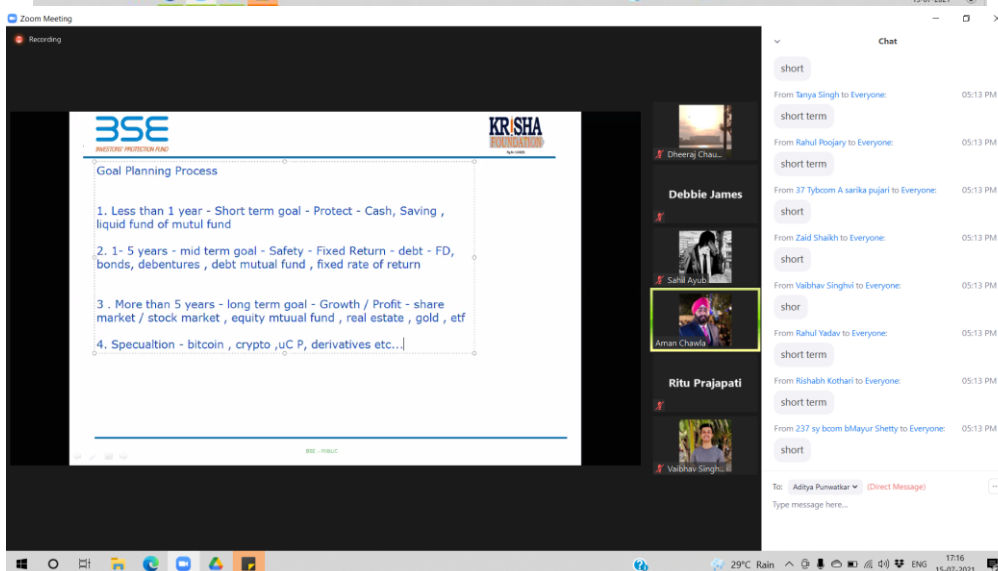 15-07-2021
Zoom Meeting
Recording
Chat
short
From Tanya Singh to Everyone: 05:13 PM
short term
From Rahul Poojary to Everyone: 05:13 PM
short term
From 37 Tybcom A sarika pujari to Everyone: 05:13 PM
short
From Zaid Shaikh to Everyone: 05:13 PM
short
From Vaibhav Singhvi to Everyone: 05:13 PM
shor
From Rahul Yadav to Everyone: 05:13 PM
short term
From Rishabh Kothari to Everyone: 05:13 PM
short term
From 237 sy bcom bMayur Shetty to Everyone: 05:13 PM
short
To: Aditya Punwatkar (Direct Message)
Type message here...
BSE
INVESTORS' PROTECTION FUND
KRISHA
FOUNDATION
Goal Planning Process
1. Less than 1 year - Short term goal - Protect - Cash, Saving ,
liquid fund of mutul fund
2. 1- 5 years - mid term goal - Safety - Fixed Return - debt - FD,
bonds, debentures , debt mutual fund , fixed rate of return
3 . More than 5 years - long term goal - Growth / Profit - share
market / stock market , equity mtuual fund , real estate , gold , etf
4. Specualtion - bitcoin , crypto ,uC P, derivatives etc...
BSE - PUBLIC
Dheeraj Chau...
Debbie James
Sahil Ayub
Aman Chawla
Ritu Prajapati
Vaibhav Singh...
29°C Rain
ENG
17:16
15-07-2021